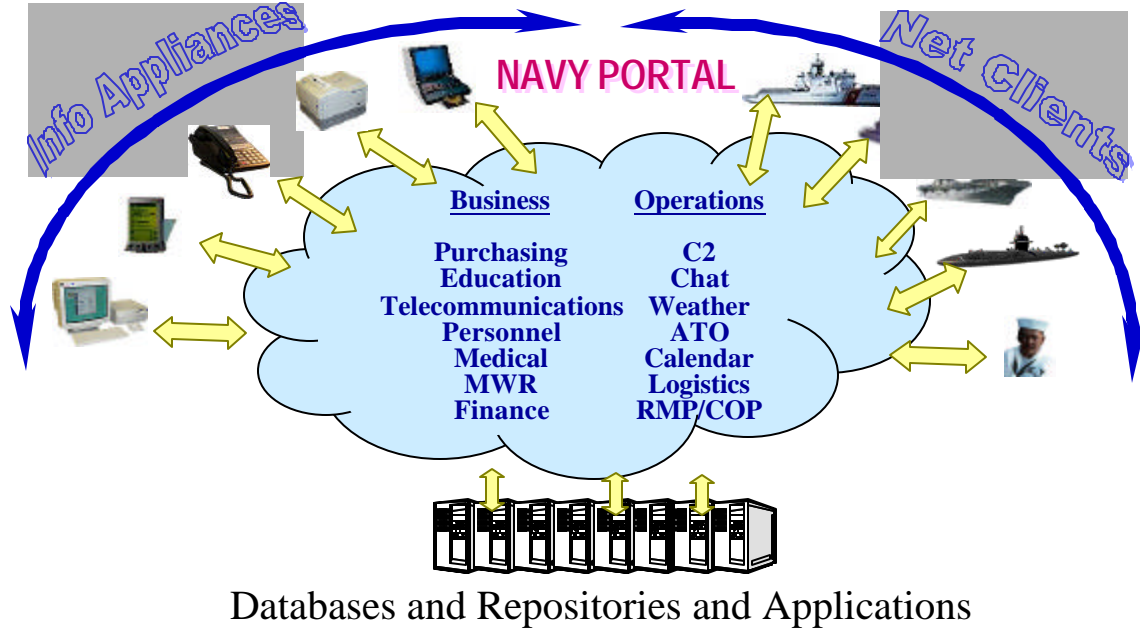 Info Appliances
NAVY PORTAL
Net Clients
Business
Purchasing
Education
Telecommunications
Personnel
Medical
MWR
Finance
Operations
C2
Chat
Weather
ATO
Calendar
Logistics
RMP/COP
Databases and Repositories and Applications